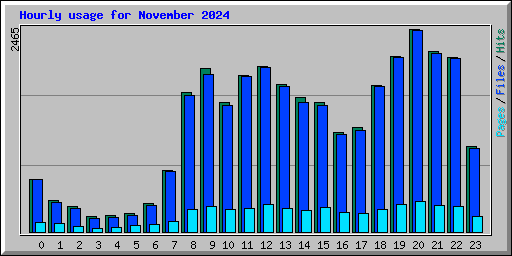 Hourly usage for November 2024
2465
Pages/Files/Hits
0 1 2 3 4 5 6 7 8 9 10 11 12 13 14 15 16 17 18 19 20 21 22 23